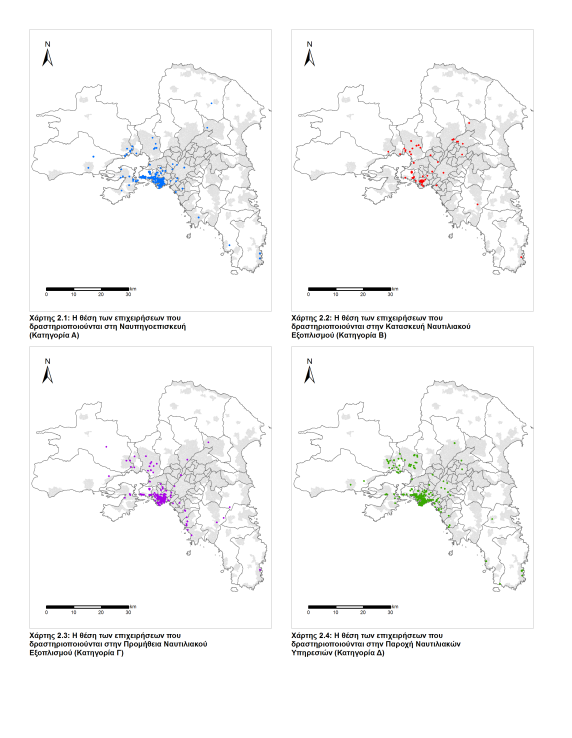 N
N
km
0 10 20 30
km
0 10 20 30
Χάρτης 2.1: Η θέση των επιχειρήσεων που
δραστηριοποιούνται στη Ναυπηγοεπισκευή
(Κατηγορία Α)
Χάρτης 2.2: Η θέση των επιχειρήσεων που
δραστηριοποιούνται στην Κατασκευή Ναυτιλιακού
Εξοπλισμού (Κατηγορία Β)
N
N
km
0 10 20 30
km
0 10 20 30
Χάρτης 2.3: Η θέση των επιχειρήσεων που
δραστηριοποιούνται στην Προμήθεια Ναυτιλιακού
Εξοπλισμού (Κατηγορία Γ)
Χάρτης 2.4: Η θέση των επιχειρήσεων που
δραστηριοποιούνται στην Παροχή Ναυτιλιακών
Υπηρεσιών (Κατηγορία Δ)